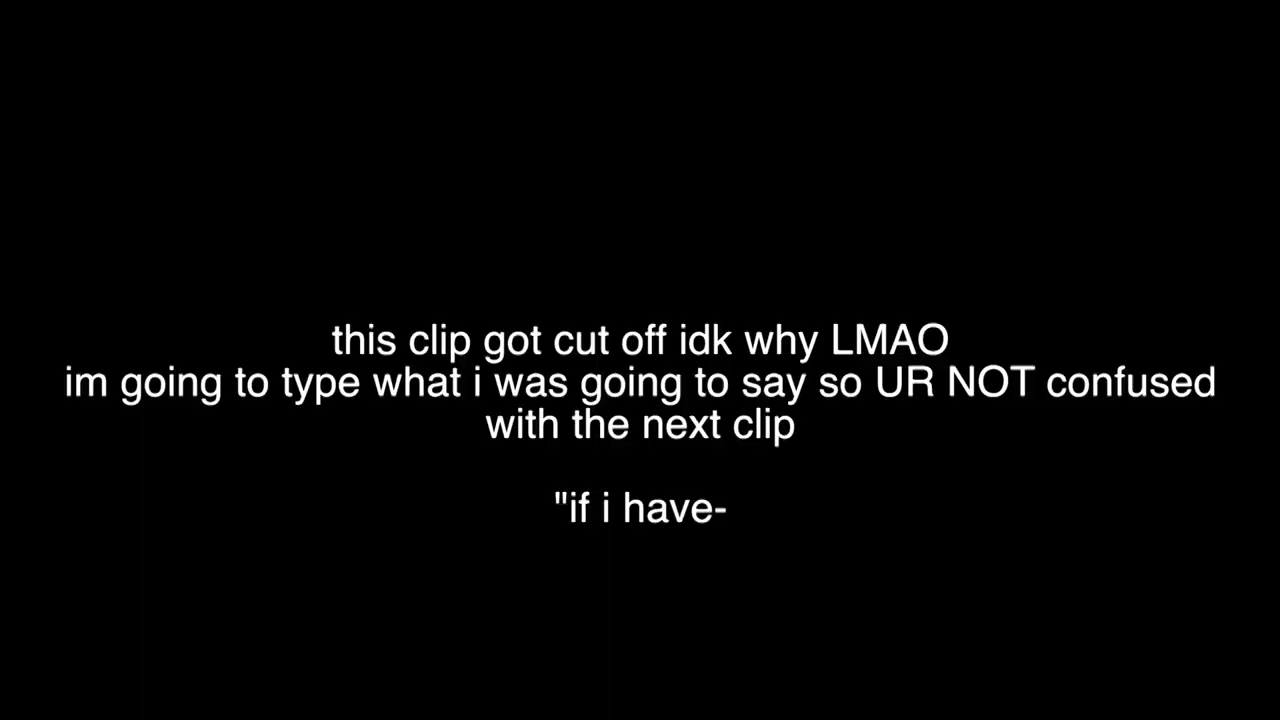 this clip got cut off idk why LMAO
im going to type what i was going to say so UR NOT confused
with the next clip
"if i have-